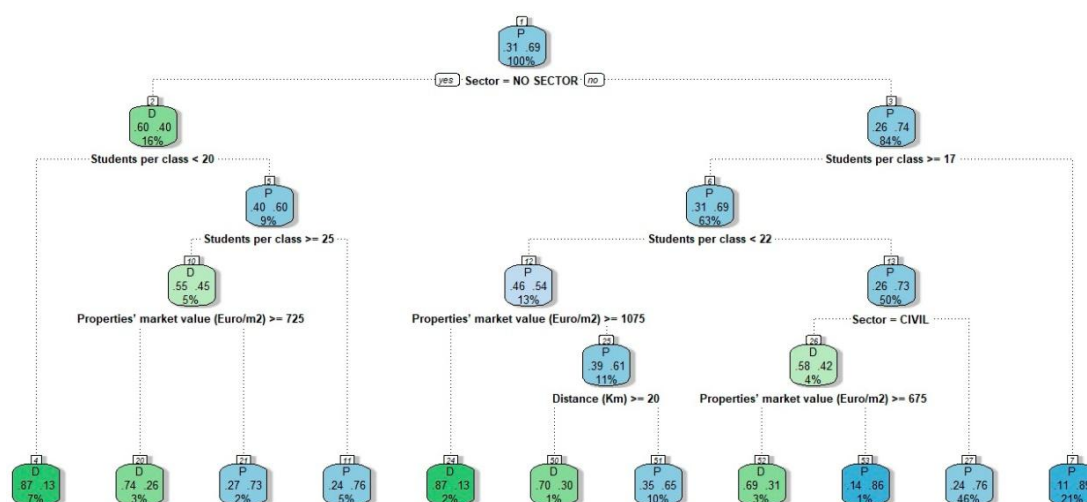 1
P
.31 .69
100%
yes Sector = NO SECTOR no
2
D
.60 .40
16%
3
P
.26 .74
84%
Students per class < 20
Students per class >= 17
5
P
.40 .60
9%
6
P
.31 .69
63%
Students per class >= 25
Students per class < 22
10
D
.55 .45
5%
12
P
.46 .54
13%
13
P
.26 .73
50%
Properties' market value (Euro/m2) >= 725
Properties' market value (Euro/m2) >= 1075
Sector = CIVIL
25
P
.39 .61
11%
26
D
.58 .42
4%
Distance (Km) >= 20
Properties' market value (Euro/m2) >= 675
4
D
.87 .13
7%
20
D
.74 .26
3%
21
P
.27 .73
2%
11
P
.24 .76
5%
24
D
.87 .13
2%
50
D
.70 .30
1%
51
P
.35 .65
10%
52
D
.69 .31
3%
53
P
.14 .86
1%
27
P
.24 .76
46%
7
P
.11
21%